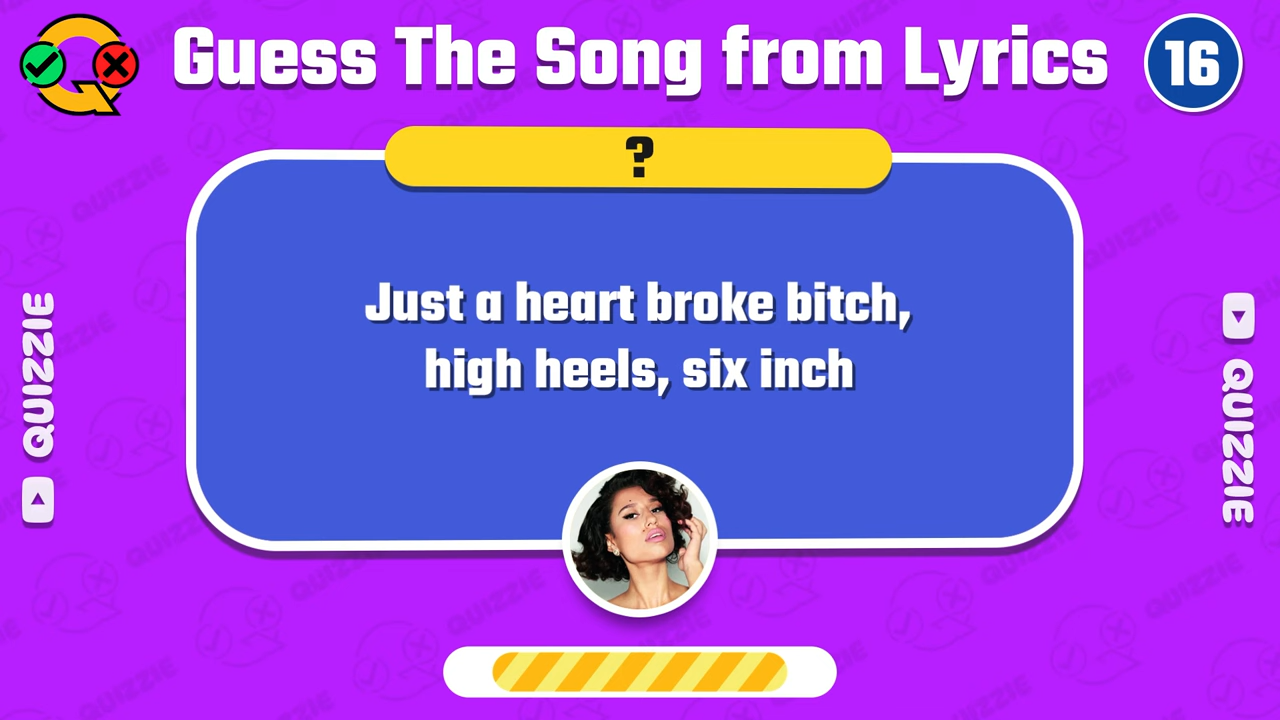 Guess The Song from Lyrics
16
?
Just a heart broke bitch,
high heels, six inch
QUIZZIE
QUIZZIE